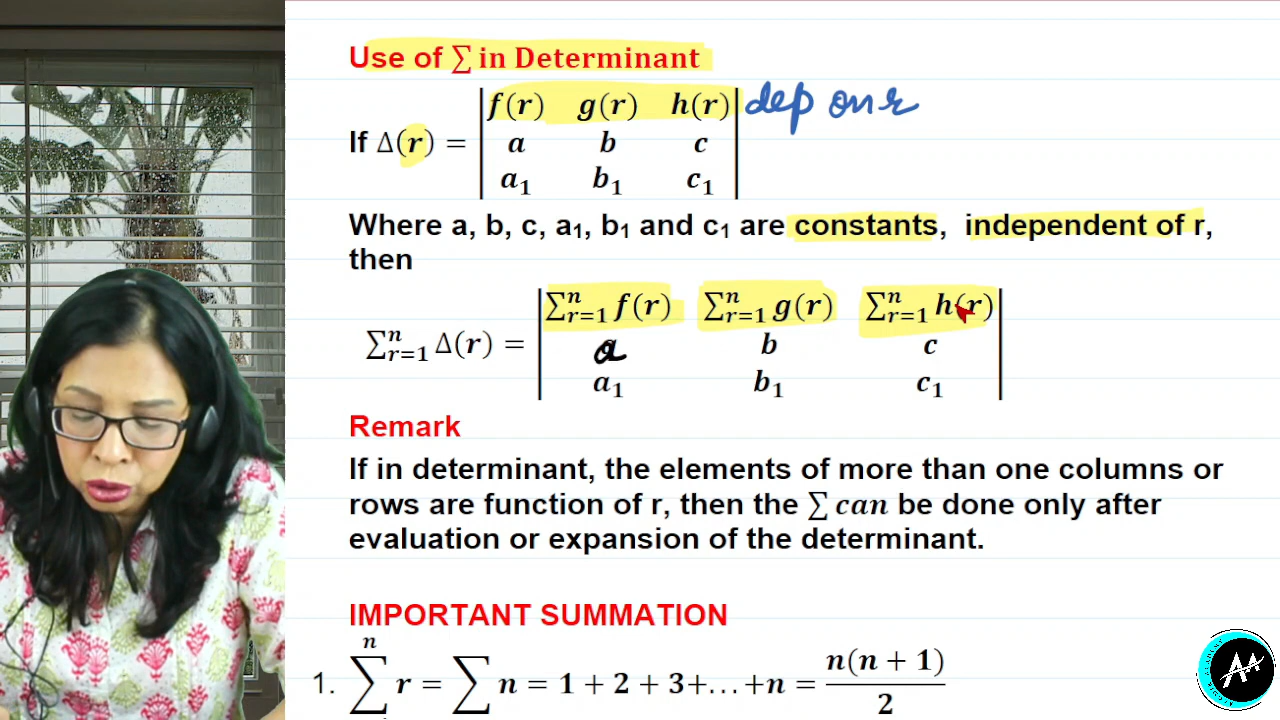 Use of ∑ in Determinant
f(r) g(r) h(r) dep on r
If Δ(r) = a b c
a₁ b₁ c₁
Where a, b, c, a₁, b₁ and c₁ are constants, independent of r,
then
∑ⁿᵣ₌₁ f(r) ∑ⁿᵣ₌₁ g(r) ∑ⁿᵣ₌₁ h(r)
∑ⁿᵣ₌₁ Δ(r) = a b c
a₁ b₁ c₁
Remark
If in determinant, the elements of more than one columns or
rows are function of r, then the ∑ can be done only after
evaluation or expansion of the determinant.
IMPORTANT SUMMATION
1. ∑ⁿ r = ∑ n = 1 + 2 + 3+...+n = n(n + 1)/2